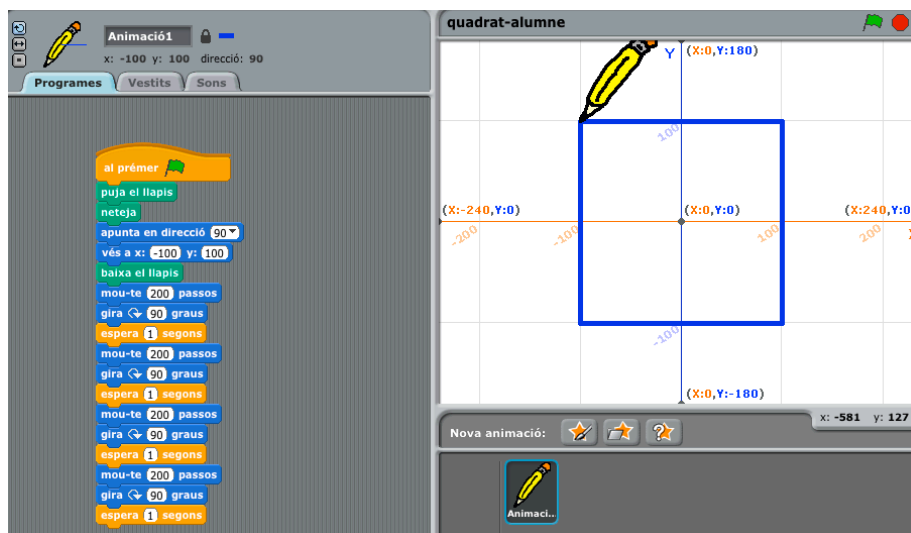 Animació1
x: -100 y: 100 direcció: 90
Programes Vestits Sons
al prémer
puja el llapis
neteja
apunta en direcció 90
vés a x: -100 y: 100
baixa el llapis
mou-te 200 passos
gira 90 graus
espera 1 segons
mou-te 200 passos
gira 90 graus
espera 1 segons
mou-te 200 passos
gira 90 graus
espera 1 segons
mou-te 200 passos
gira 90 graus
espera 1 segons
quadrat-alumne
Y (X:0,Y:180)
100
(X:-240,Y:0) (X:0,Y:0) (X:240,Y:0
-200 -100 100 200
-100
(X:0,Y:-180)
x: -581 y: 127
Nova animació:
Animaci...